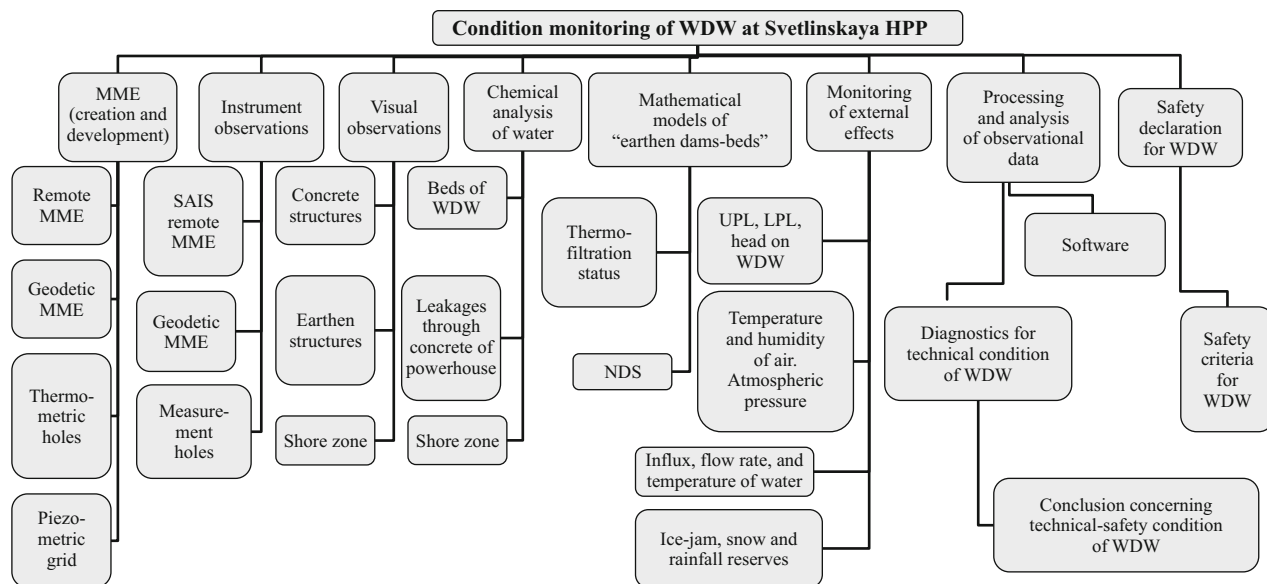 Condition monitoring of WDW at Svetlinskaya HPP
MME
(creation and
development)
Remote
MME
Geodetic
MME
Thermo-
metric
holes
Piezo-
metric
grid
Instrument
observations
SAIS
remote
MME
Geodetic
MME
Measure-
ment
holes
Visual
observations
Concrete
structures
Earthen
structures
Shore zone
Chemical
analysis
of water
Beds of
WDW
Leakages
through
concrete of
powerhouse
Shore zone
Mathematical
models of
“earthen dams-beds”
Thermo-
filtration
status
NDS
Monitoring
of external
effects
UPL, LPL,
head on
WDW
Temperature
and humidity
of air.
Atmospheric
pressure
Influx, flow rate, and
temperature of water
Ice-jam, snow and
rainfall reserves
Processing
and analysis
of observational
data
Software
Diagnostics for
technical condition
of WDW
Conclusion concerning
technical-safety condition
of WDW
Safety
declaration
for WDW
Safety
criteria
for
WDW